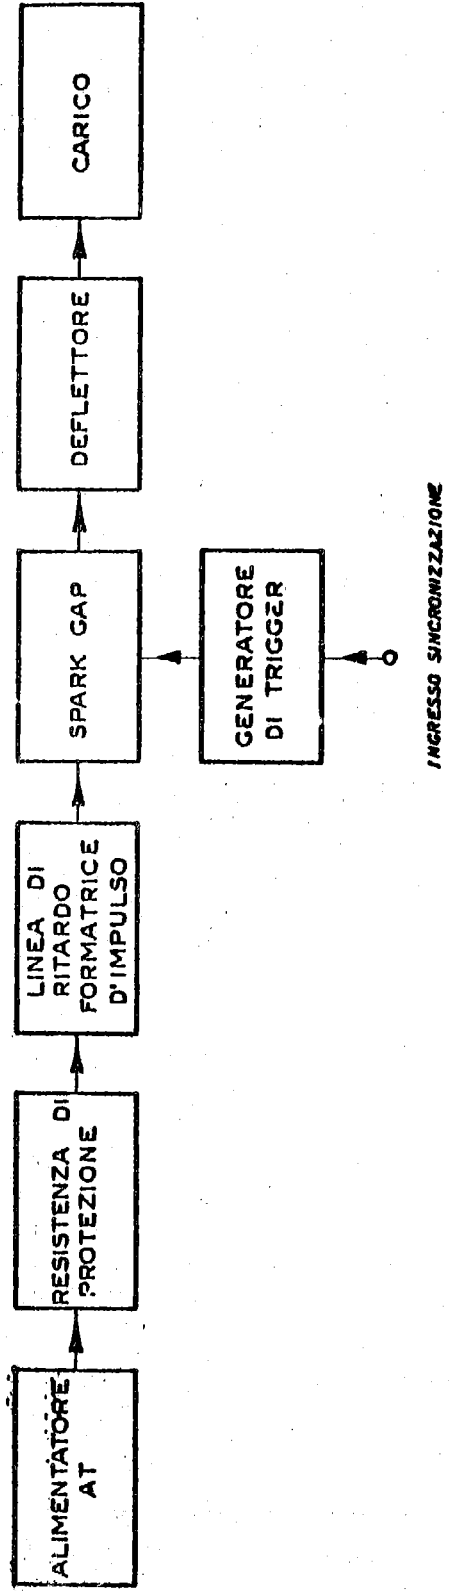 ALIMENTATORE
AT
RESISTENZA DI
PROTEZIONE
LINEA DI
RITARDO
FORMATRICE
D'IMPULSO
SPARK GAP
DEFLETTORE
CARICO
GENERATORE
DI TRIGGER
INGRESSO SINCRONIZZAZIONE